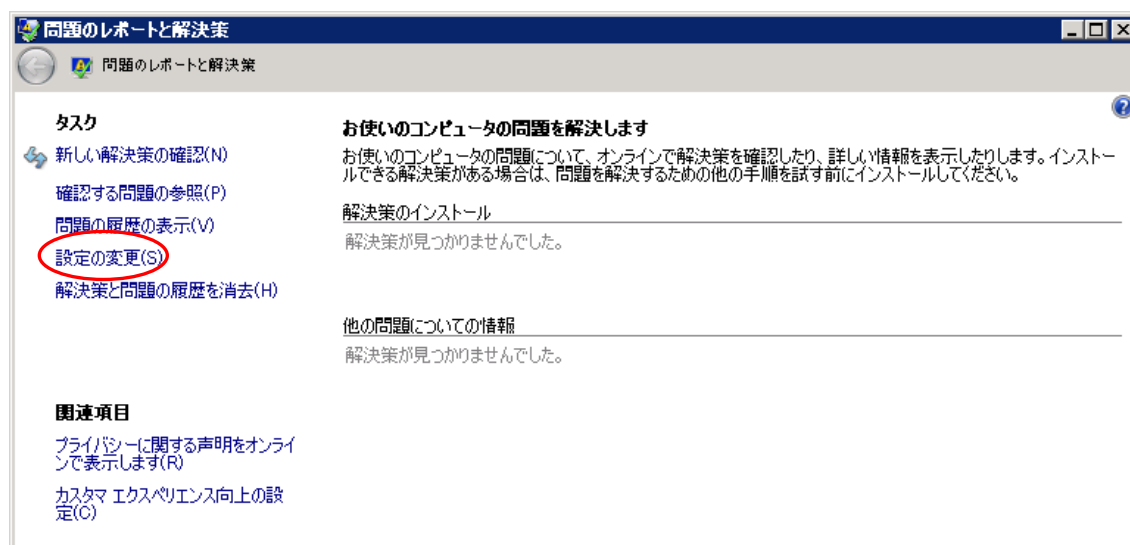 問題のレポートと解決策
問題のレポートと解決策
タスク
新しい解決策の確認(N)
確認する問題の参照(P)
問題の履歴の表示(V)
設定の変更(S)
解決策と問題の履歴を消去(H)
関連項目
プライバシーに関する声明をオンライ
ンで表示します(R)
カスタマ エクスペリエンス向上の設
定(C)
お使いのコンピュータの問題を解決します
お使いのコンピュータの問題について、オンラインで解決策を確認したり、詳しい情報を表示したりします。インストー
ルできる解決策がある場合は、問題を解決するための他の手順を試す前にインストールしてください。
解決策のインストール
解決策が見つかりませんでした。
他の問題についての情報
解決策が見つかりませんでした。